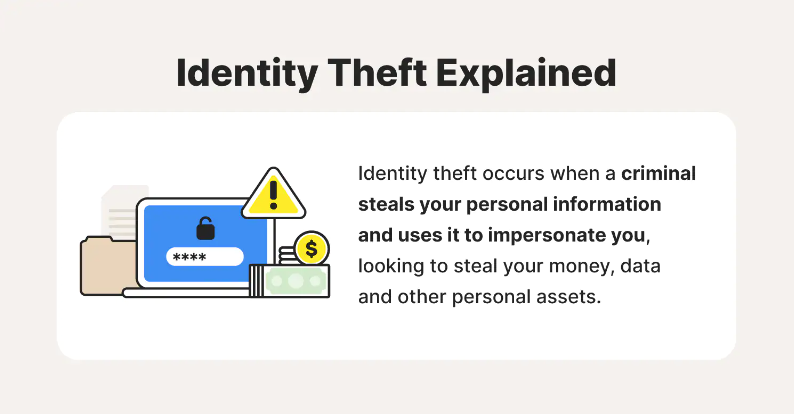 Identity Theft Explained
Identity theft occurs when a criminal
steals your personal information
and uses it to impersonate you,
looking to steal your money, data
and other personal assets.
****
$